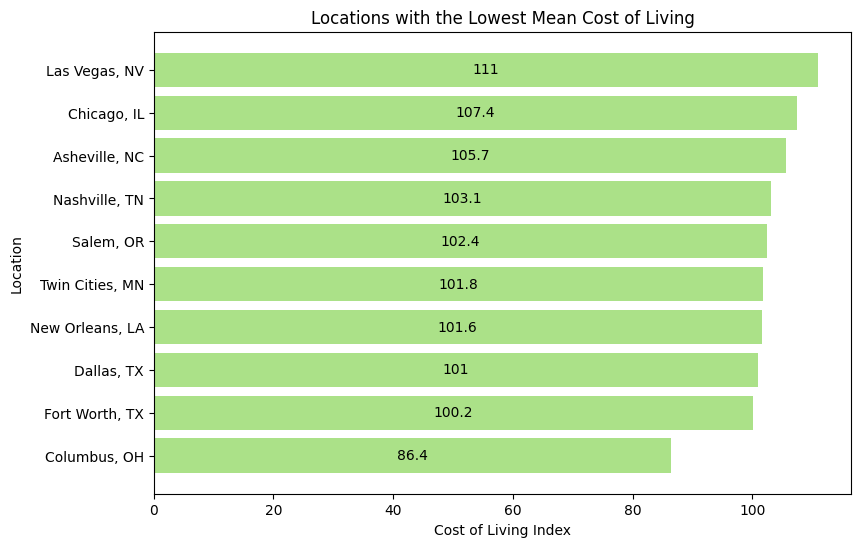 Locations with the Lowest Mean Cost of Living
Location
Las Vegas, NV 111
Chicago, IL 107.4
Asheville, NC 105.7
Nashville, TN 103.1
Salem, OR 102.4
Twin Cities, MN 101.8
New Orleans, LA 101.6
Dallas, TX 101
Fort Worth, TX 100.2
Columbus, OH 86.4
0 20 40 60 80 100
Cost of Living Index